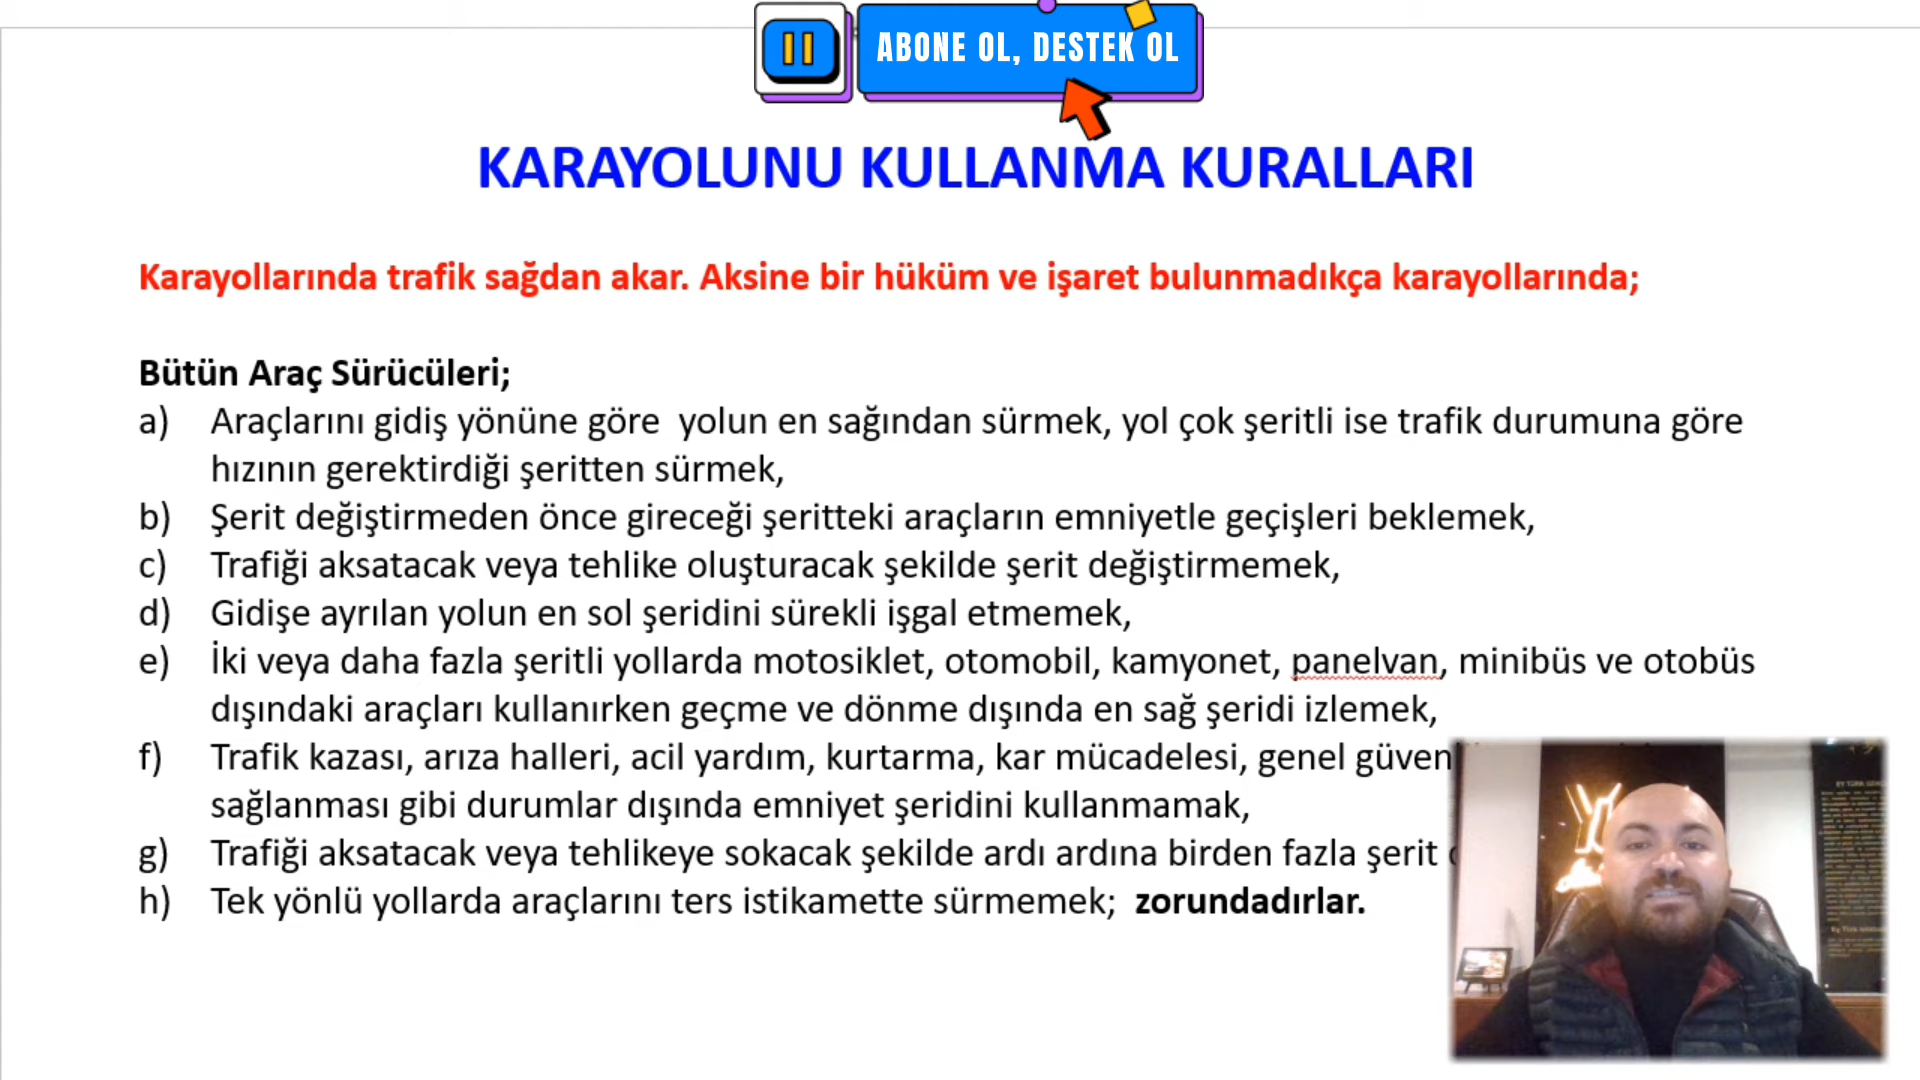 ABONE OL, DESTEK OL
KARAYOLUNU KULLANMA KURALLARI
Karayollarında trafik sağdan akar. Aksine bir hüküm ve işaret bulunmadıkça karayollarında;
Bütün Araç Sürücüleri;
a) Araçlarını gidiş yönüne göre yolun en sağından sürmek, yol çok şeritli ise trafik durumuna göre
hızının gerektirdiği şeritten sürmek,
b) Şerit değiştirmeden önce gireceği şeritteki araçların emniyetle geçişleri beklemek,
c) Trafiği aksatacak veya tehlike oluşturacak şekilde şerit değiştirmemek,
d) Gidişe ayrılan yolun en sol şeridini sürekli işgal etmemek,
e) İki veya daha fazla şeritli yollarda motosiklet, otomobil, kamyonet, panelvan, minibüs ve otobüs
dışındaki araçları kullanırken geçme ve dönme dışında en sağ şeridi izlemek,
f) Trafik kazası, arıza halleri, acil yardım, kurtarma, kar mücadelesi, genel güven
sağlanması gibi durumlar dışında emniyet şeridini kullanmamak,
g) Trafiği aksatacak veya tehlikeye sokacak şekilde ardı ardına birden fazla şerit
h) Tek yönlü yollarda araçlarını ters istikamette sürmemek; zorundadırlar.